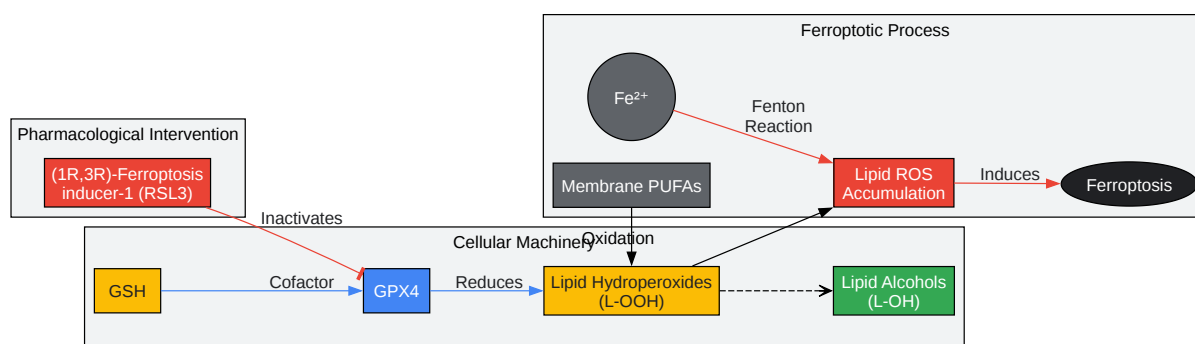 Ferroptotic Process
Fe²⁺
Fenton
Reaction
Pharmacological Intervention
(1R,3R)-Ferroptosis
inducer-1 (RSL3)
Membrane PUFAs
Lipid ROS
Accumulation
Induces
Ferroptosis
Inactivates
Cellular Machinery
Oxidation
GSH
Cofactor
GPX4
Reduces
Lipid Hydroperoxides
(L-OOH)
Lipid Alcohols
(L-OH)